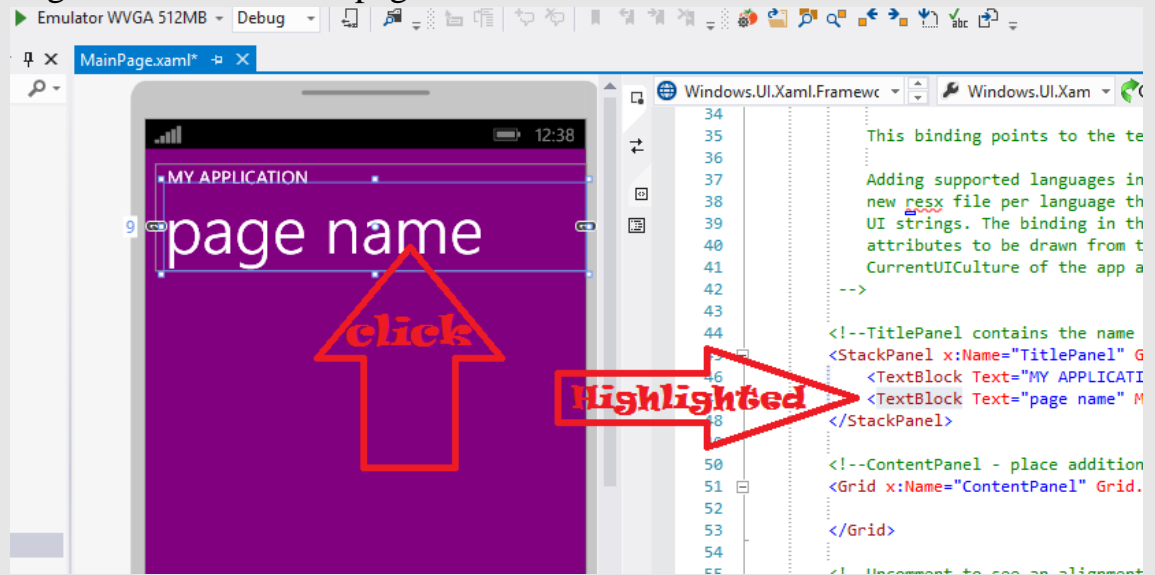 Emulator WVGA 512MB Debug
MainPage.xaml*
Windows.UI.Xaml.Framewc Windows.UI.Xam
12:38
MY APPLICATION
page name
9
click
Highlighted
34
35 This binding points to the te
36
37 Adding supported languages in
38 new resx file per language th
39 UI strings. The binding in th
40 attributes to be drawn from t
41 CurrentUICulture of the app a
42 -->
43
44 <!--TitlePanel contains the name
<StackPanel x:Name="TitlePanel" G
46 <TextBlock Text="MY APPLICATI
<TextBlock Text="page name" M
48 </StackPanel>
50 <!--ContentPanel - place addition
51 <Grid x:Name="ContentPanel" Grid.
52
53 </Grid>
54